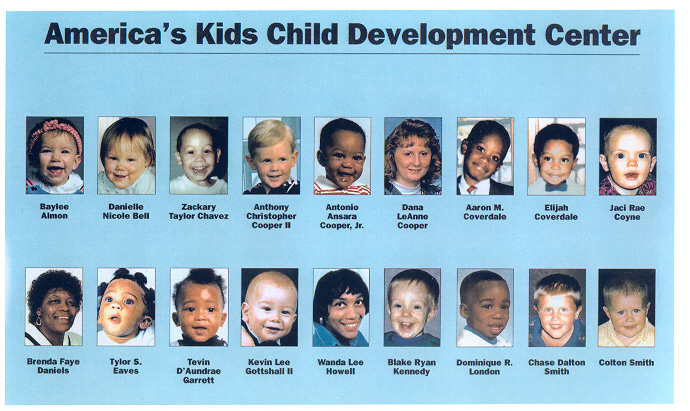 America's Kids Child Development Center
Baylee
Almon
Danielle
Nicole Bell
Zackary
Taylor Chavez
Anthony
Christopher
Cooper II
Antonio
Ansara
Cooper, Jr.
Dana
LeAnne
Cooper
Aaron M.
Coverdale
Elijah
Coverdale
Jaci Rae
Coyne
Brenda Faye
Daniels
Tylor S.
Eaves
Tevin
D'Aundrae
Garrett
Kevin Lee
Gottshall II
Wanda Lee
Howell
Blake Ryan
Kennedy
Dominique R.
London
Chase Dalton
Smith
Colton Smith